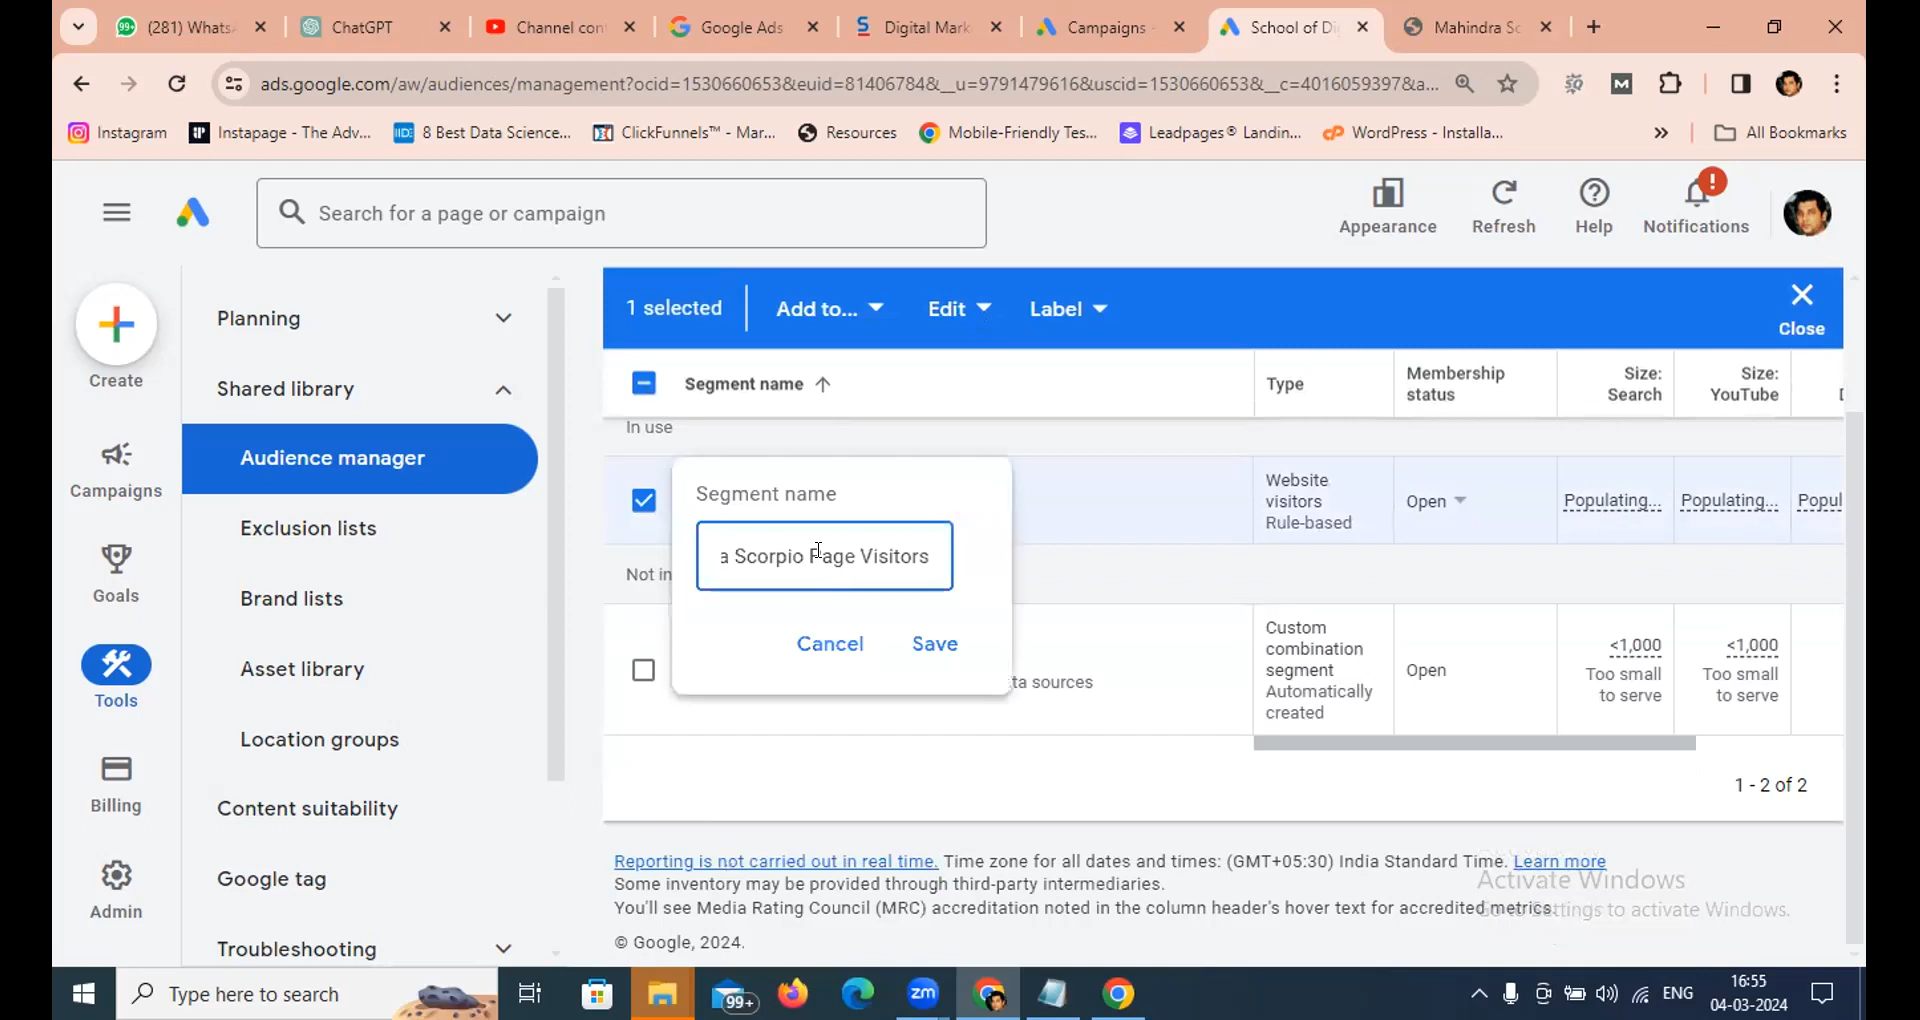 (281) Whats
ChatGPT
Channel con
Google Ads
Digital Mark
Campaigns -
School of Di
Mahindra Sc
ads.google.com/aw/audiences/management?ocid=1530660653&euid=81406784&__u=9791479616&uscid=1530660653&__c=4016059397&a...
Instagram
Instapage - The Adv...
8 Best Data Science...
ClickFunnels™ - Mar...
Resources
Mobile-Friendly Tes...
Leadpages® Landin...
WordPress - Installa...
»
All Bookmarks
Search for a page or campaign
Appearance
Refresh
Help
Notifications
Create
Campaigns
Goals
Tools
Billing
Admin
Planning
Shared library
Audience manager
Exclusion lists
Brand lists
Asset library
Location groups
Content suitability
Google tag
Troubleshooting
1 selected
Add to...
Edit
Label
Close
Segment name
Type
Membership
status
Size:
Search
Size:
YouTube
In use
Segment name
a Scorpio Page Visitors
Cancel
Save
Website
visitors
Rule-based
Open
Populating...
Populating...
Popul
Not in
ta sources
Custom
combination
segment
Automatically
created
Open
<1,000
Too small
to serve
<1,000
Too small
to serve
1 - 2 of 2
Reporting is not carried out in real time. Time zone for all dates and times: (GMT+05:30) India Standard Time. Learn more
Some inventory may be provided through third-party intermediaries.
You'll see Media Rating Council (MRC) accreditation noted in the column header's hover text for accredited metrics.
© Google, 2024.
Activate Windows
Go to Settings to activate Windows.
Type here to search
99+
zm
ENG
16:55
04-03-2024